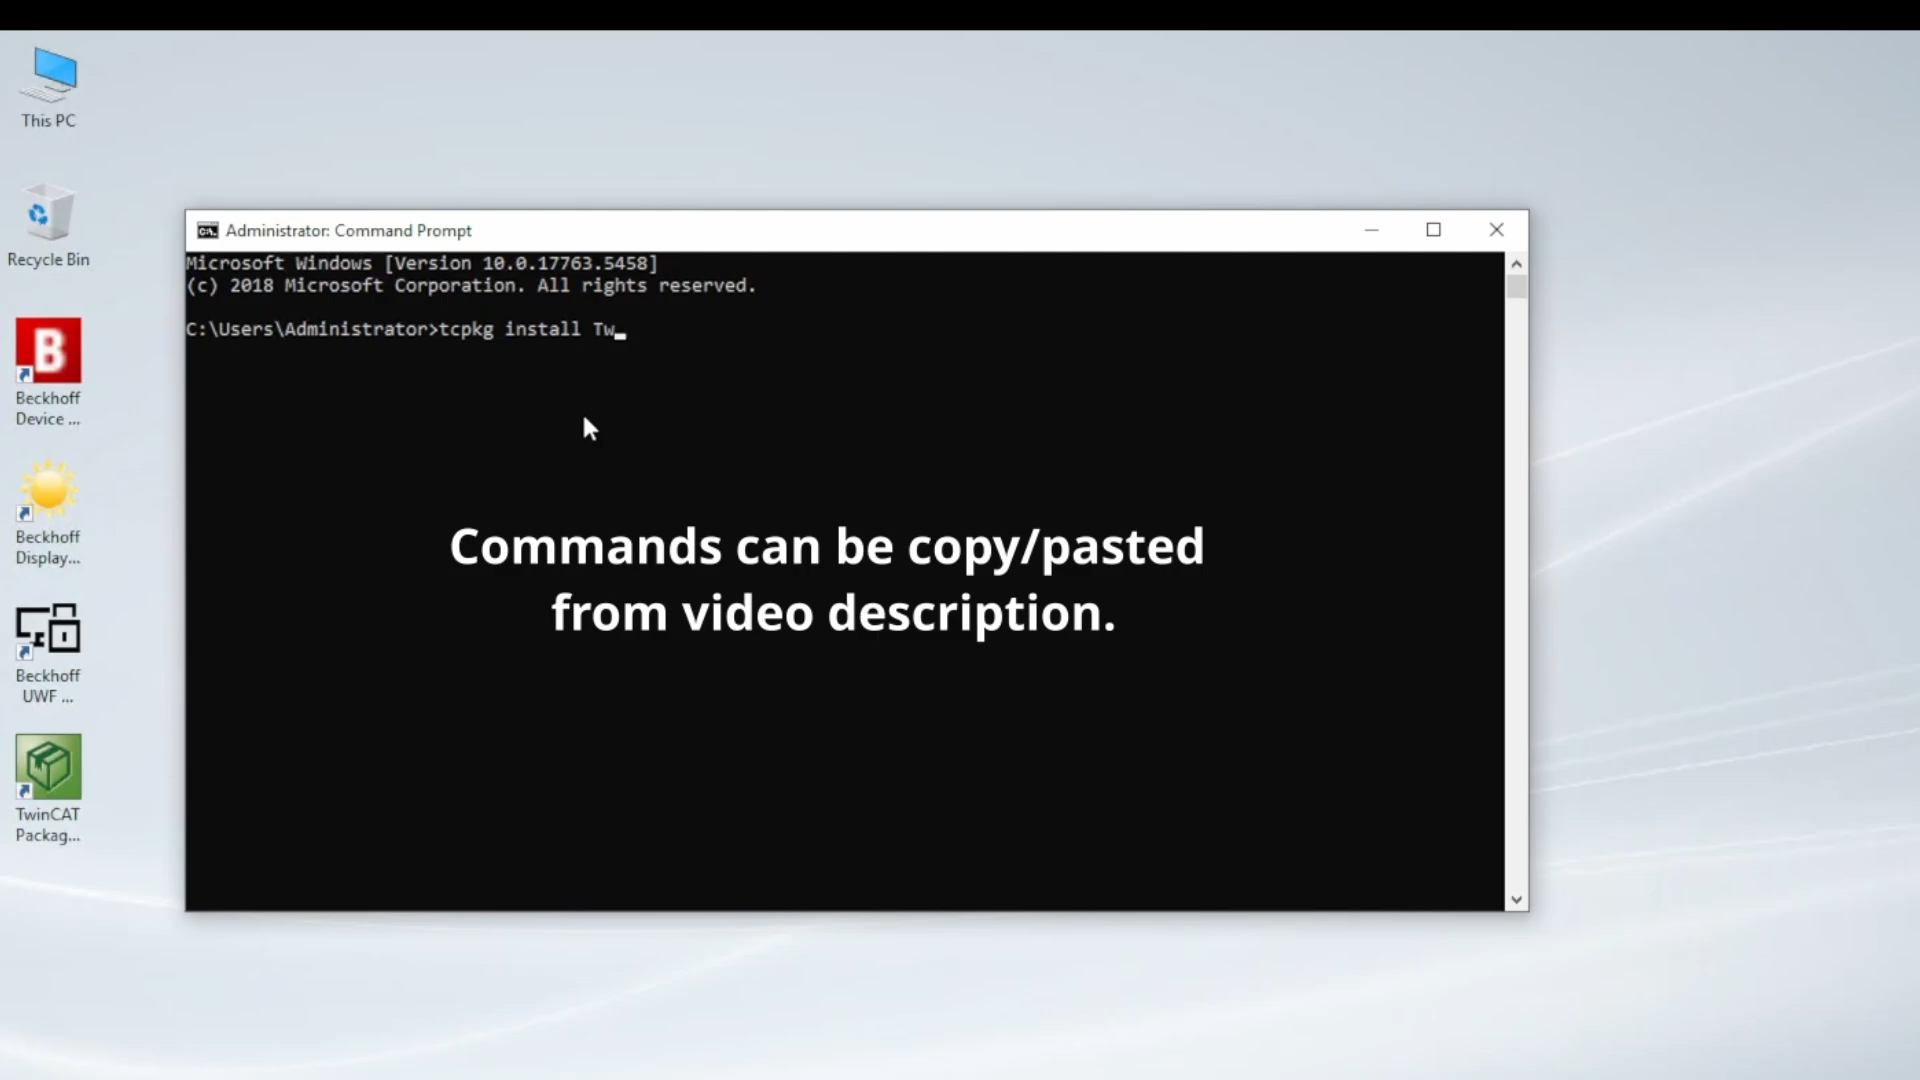 This PC
Recycle Bin
Beckhoff
Device ...
Beckhoff
Display...
Beckhoff
UWF ...
TwinCAT
Packag...
Administrator: Command Prompt
Microsoft Windows [Version 10.0.17763.5458]
(c) 2018 Microsoft Corporation. All rights reserved.
C:\Users\Administrator>tcpkg install Tw_
Commands can be copy/pasted
from video description.